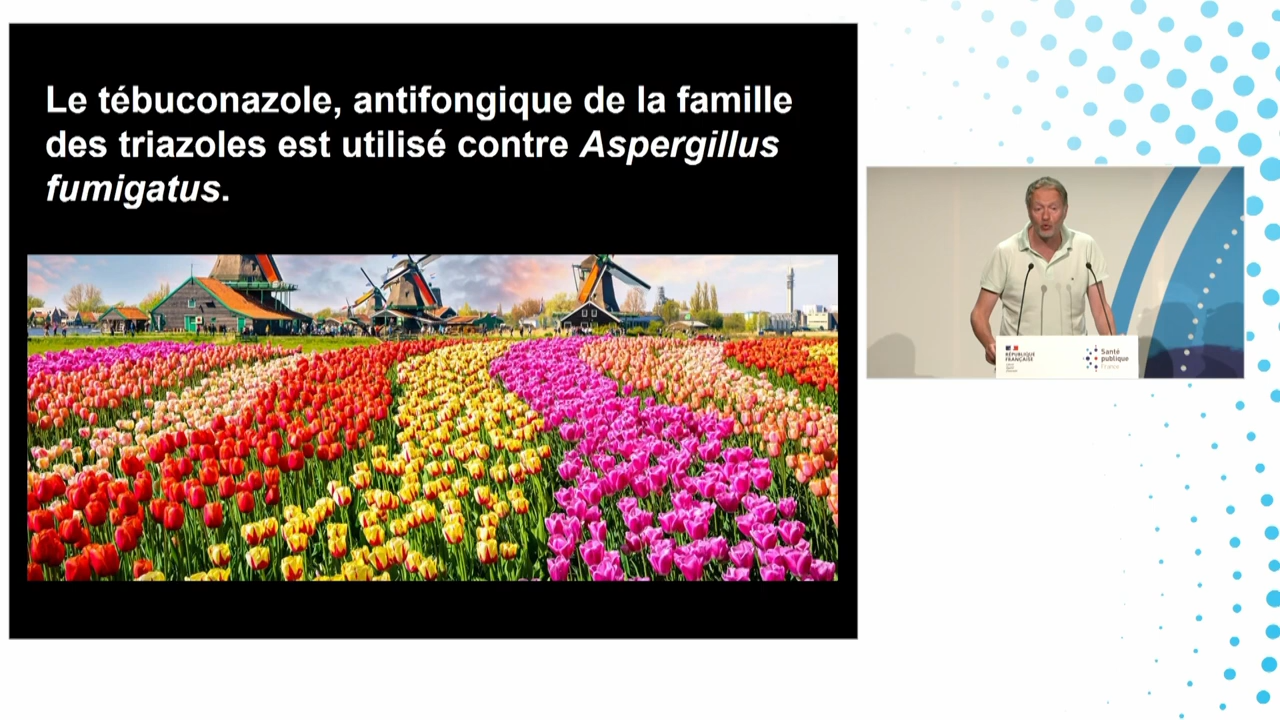 Le tébuconazole, antifongique de la famille
des triazoles est utilisé contre Aspergillus
fumigatus.
RÉPUBLIQUE
FRANÇAISE
Santé
publique
France